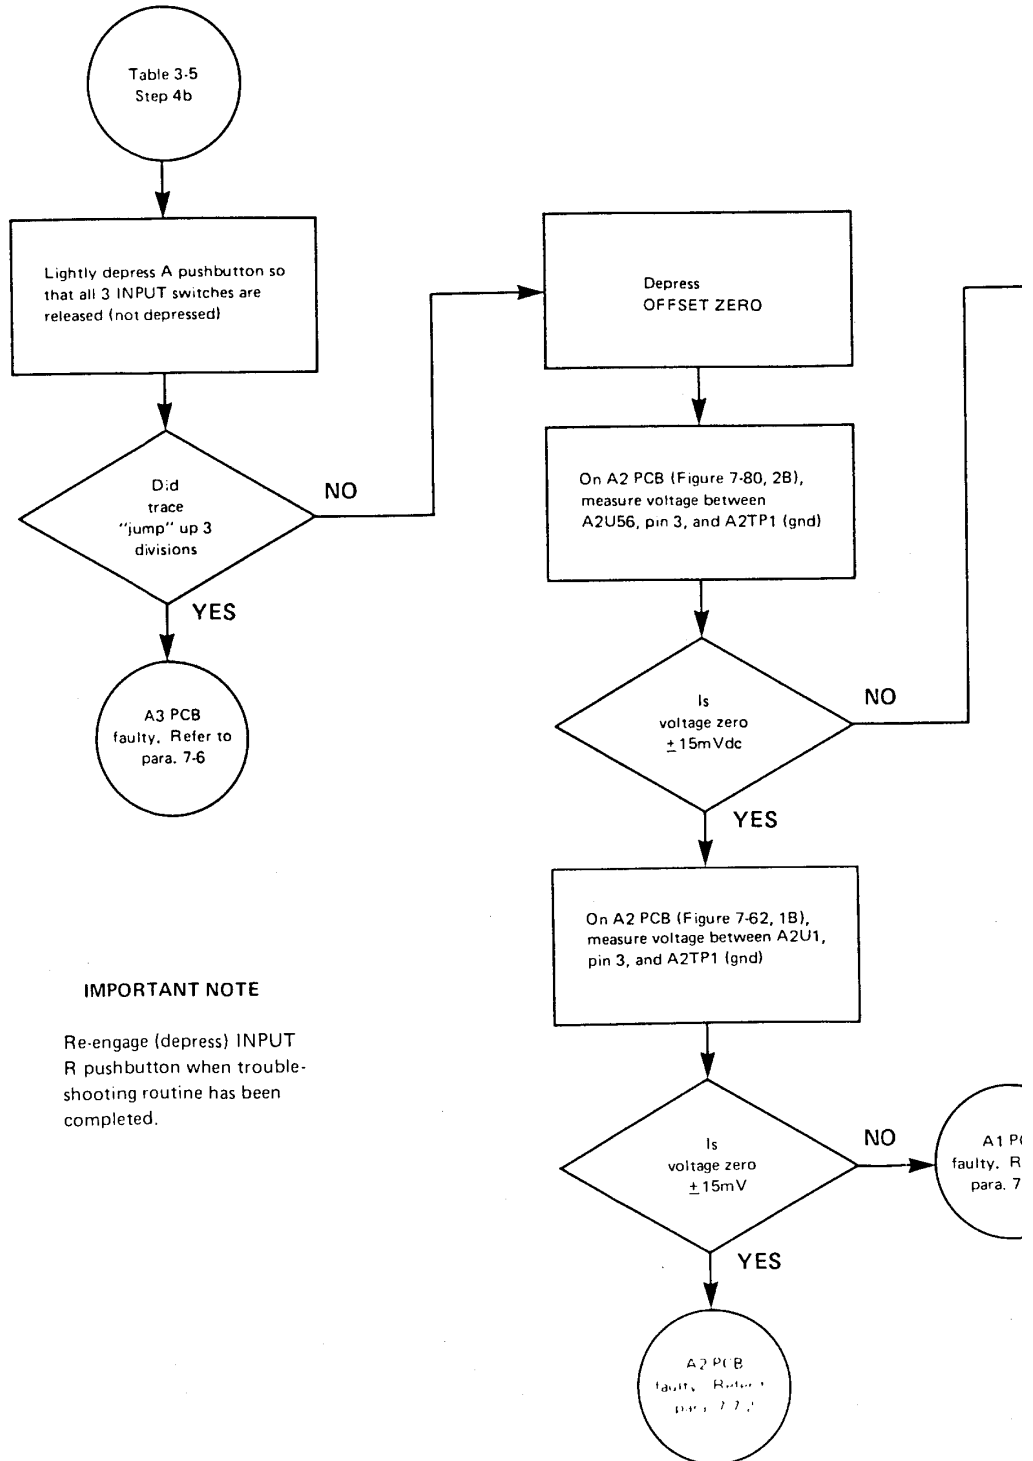 Table 3-5
Step 4b
Lightly depress A pushbutton so
that all 3 INPUT switches are
released (not depressed)
Did
trace
"jump" up 3
divisions
NO
YES
A3 PCB
faulty. Refer to
para. 7-6
IMPORTANT NOTE
Re-engage (depress) INPUT
R pushbutton when trouble-
shooting routine has been
completed.
Depress
OFFSET ZERO
On A2 PCB (Figure 7-80, 2B),
measure voltage between
A2U56, pin 3, and A2TP1 (gnd)
Is
voltage zero
± 15mVdc
NO
YES
On A2 PCB (Figure 7-62, 1B),
measure voltage between A2U1,
pin 3, and A2TP1 (gnd)
Is
voltage zero
± 15mV
NO
YES
A1
faulty.
para.
A2 PCB
faulty. Refer
para.